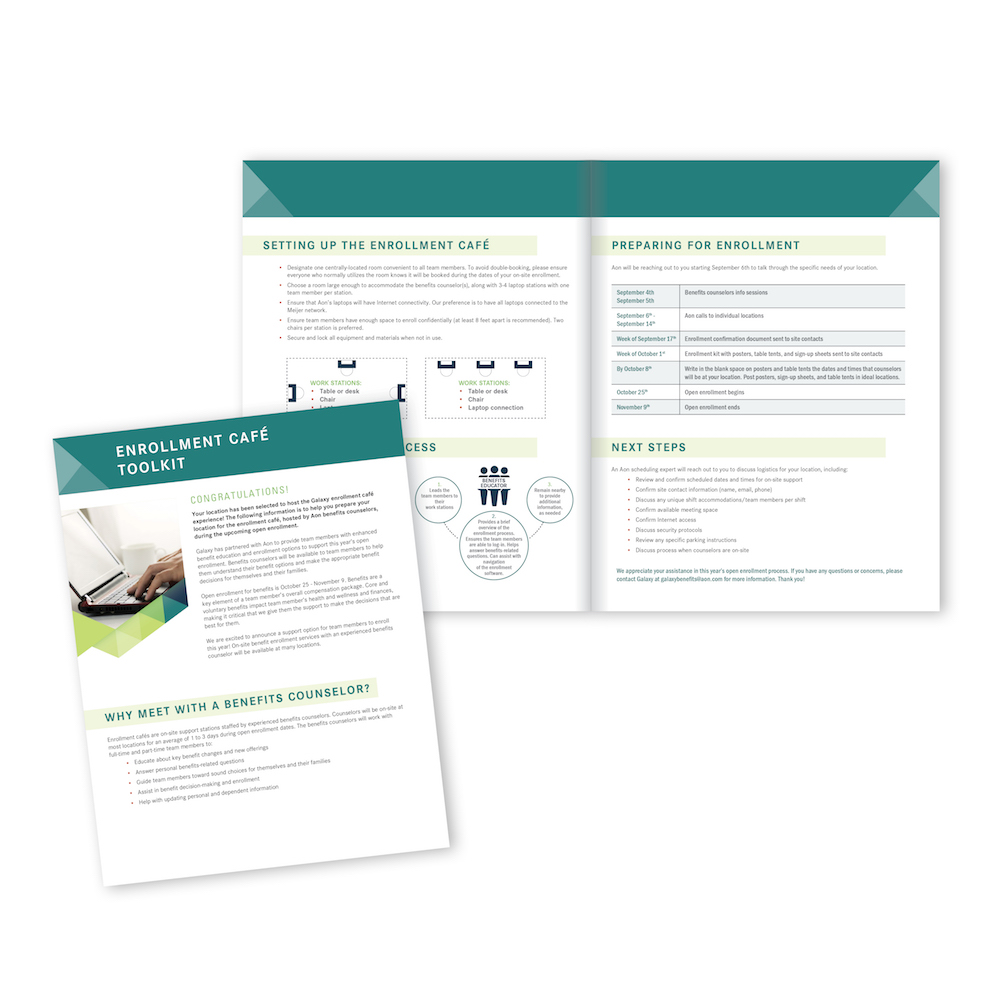 ENROLLMENT CAFÉ
TOOLKIT
CONGRATULATIONS!
Your location has been selected to host the Galaxy enrollment café
experience! The following information is to help you prepare your
location for the enrollment café, hosted by Aon benefits counselors,
during the upcoming open enrollment.
Galaxy has partnered with Aon to provide team members with enhanced
benefit education and enrollment options to support this year's open
enrollment. Benefits counselors will be available to team members to help
them understand their benefit options and make the appropriate benefit
decisions for themselves and their families.
Open enrollment for benefits is October 25 - November 9. Benefits are a
key element of a team member's overall compensation package. Core and
voluntary benefits impact team member's health and wellness and finances,
making it critical that we give them the support to make the decisions that are
best for them.
We are excited to announce a support option for team members to enroll
this year! On-site benefit enrollment services with an experienced benefits
counselor will be available at many locations.
WHY MEET WITH A BENEFITS COUNSELOR?
Enrollment cafés are on-site support stations staffed by experienced benefits counselors. Counselors will be on-site at
most locations for an average of 1 to 3 days during open enrollment dates. The benefits counselors will work with
full-time and part-time team members to:
• Educate about key benefit changes and new offerings
• Answer personal benefits-related questions
• Guide team members toward sound choices for themselves and their families
• Assist in benefit decision-making and enrollment
• Help with updating personal and dependent information
SETTING UP THE ENROLLMENT CAFÉ
• Designate one centrally-located room convenient to all team members. To avoid double-booking, please ensure
everyone who normally utilizes the room knows it will be booked during the dates of your on-site enrollment.
• Choose a room large enough to accommodate the benefits counselor(s), along with 3-4 laptop stations with one
team member per station.
• Ensure that Aon's laptops will have Internet connectivity. Our preference is to have all laptops connected to the
Meijer network.
• Ensure team members have enough space to enroll confidentially (at least 8 feet apart is recommended). Two
chairs per station is preferred.
• Secure and lock all equipment and materials when not in use.
WORK STATIONS:
• Table or desk
• Chair
WORK STATIONS:
• Table or desk
• Chair
• Laptop connection
CESS
BENEFITS
EDUCATOR
1.
Leads the
team members to
their
work stations
2.
Provides a brief
overview of the
enrollment process.
Ensures the team members
are able to log in. Helps
answer benefits-related
questions. Can assist with
navigation
of the enrollment
software.
3.
Remain nearby
to provide
additional
information,
as needed
PREPARING FOR ENROLLMENT
Aon will be reaching out to you starting September 6th to talk through the specific needs of your location.
September 4th
September 5th
Benefits counselors info sessions
September 6th -
September 14th
Aon calls to individual locations
Week of September 17th
Enrollment confirmation document sent to site contacts
Week of October 1st
Enrollment kit with posters, table tents, and sign-up sheets sent to site contacts
By October 8th
Write in the blank space on posters and table tents the dates and times that counselors
will be at your location. Post posters, sign-up sheets, and table tents in ideal locations.
October 25th
Open enrollment begins
November 9th
Open enrollment ends
NEXT STEPS
An Aon scheduling expert will reach out to you to discuss logistics for your location, including:
• Review and confirm scheduled dates and times for on-site support
• Confirm site contact information (name, email, phone)
• Discuss any unique shift accommodations/team members per shift
• Confirm available meeting space
• Confirm Internet access
• Discuss security protocols
• Review any specific parking instructions
• Discuss process when counselors are on-site
We appreciate your assistance in this year's open enrollment process. If you have any questions or concerns, please
contact Galaxy at galaxybenefits@aon.com for more information. Thank you!